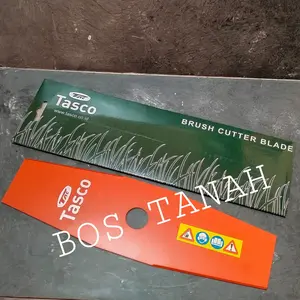 Tasco
www.tasco.co.id
BRUSH CUTTER BLADE
Tasco
BOS TANAH